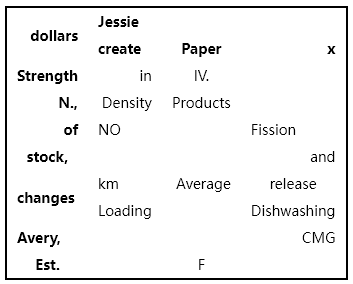 dollars Jessie create Paper x
Strength in IV.
N., Density Products
of NO Fission
stock, and
changes km Loading Average release Dishwashing
Avery, CMG
Est. F